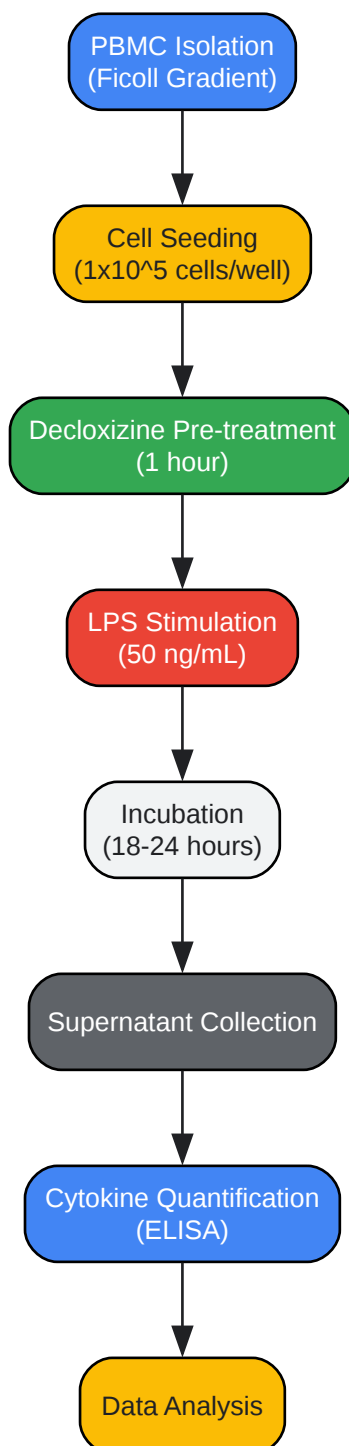 PBMC Isolation
(Ficoll Gradient)
Cell Seeding
(1x10^5 cells/well)
Decloxizine Pre-treatment
(1 hour)
LPS Stimulation
(50 ng/mL)
Incubation
(18-24 hours)
Supernatant Collection
Cytokine Quantification
(ELISA)
Data Analysis